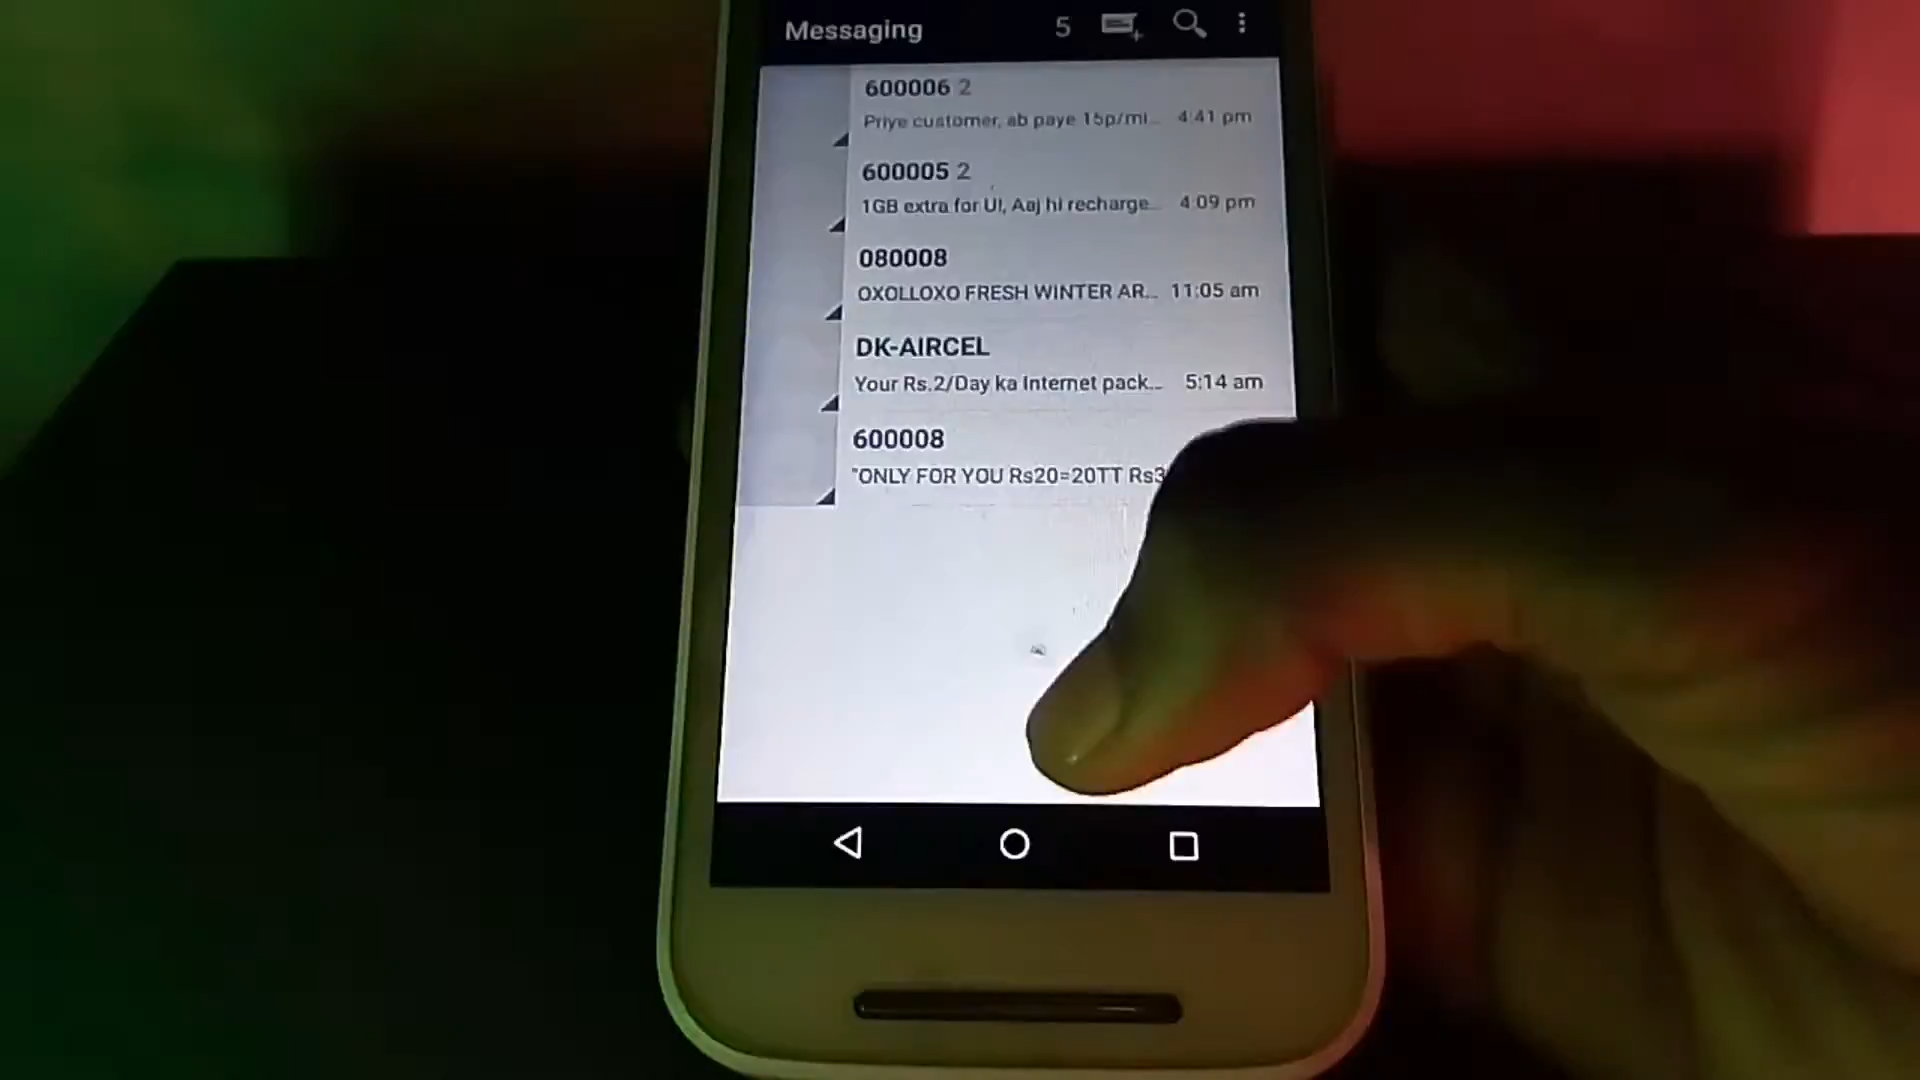 Messaging 5
600006 2
Priye customer, ab paye 15p/mi... 4:41 pm
600005 2
1GB extra for U!, Aaj hi recharge... 4:09 pm
080008
OXOLLOXO FRESH WINTER AR... 11:05 am
DK-AIRCEL
Your Rs.2/Day ka Internet pack... 5:14 am
600008
"ONLY FOR YOU Rs20=20TT Rs3